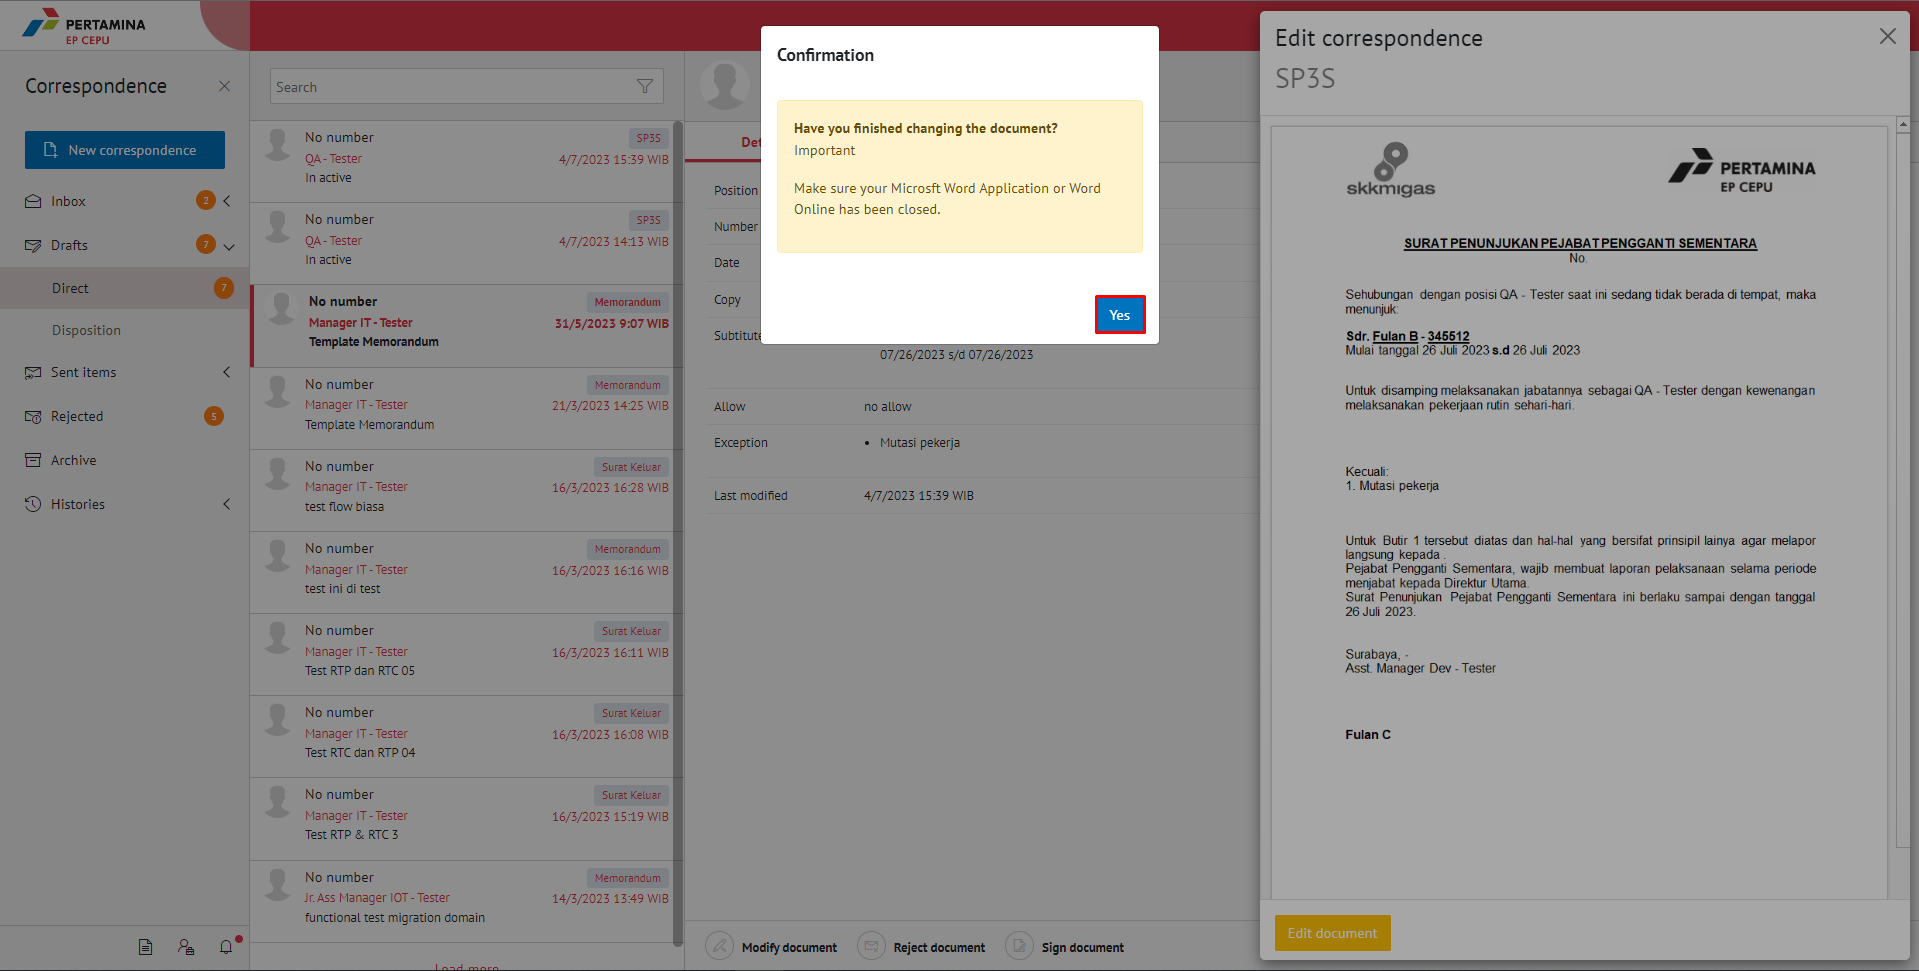 PERTAMINA
EP CEPU
Correspondence
New correspondence
Inbox
2
Drafts
7
Direct
7
Disposition
Sent items
Rejected
5
Archive
Histories
Search
No number
SP3S
QA - Tester
4/7/2023 15:39 WIB
In active
No number
SP3S
QA - Tester
4/7/2023 14:13 WIB
In active
No number
Memorandum
Manager IT - Tester
31/5/2023 9:07 WIB
Template Memorandum
No number
Memorandum
Manager IT - Tester
21/3/2023 14:25 WIB
Template Memorandum
No number
Surat Keluar
Manager IT - Tester
16/3/2023 16:28 WIB
test flow biasa
No number
Memorandum
Manager IT - Tester
16/3/2023 16:16 WIB
test ini di test
No number
Surat Keluar
Manager IT - Tester
16/3/2023 16:11 WIB
Test RTP dan RTC 05
No number
Surat Keluar
Manager IT - Tester
16/3/2023 16:08 WIB
Test RTC dan RTP 04
No number
Surat Keluar
Manager IT - Tester
16/3/2023 15:19 WIB
Test RTP & RTC 3
No number
Memorandum
Jr. Ass Manager IOT - Tester
14/3/2023 13:49 WIB
functional test migration domain
Load more
Det
Position
Number
Date
Copy
Subtitute
07/26/2023 s/d 07/26/2023
Allow
no allow
Exception
• Mutasi pekerja
Last modified
4/7/2023 15:39 WIB
Modify document
Reject document
Sign document
Confirmation
Have you finished changing the document?
Important
Make sure your Microsft Word Application or Word
Online has been closed.
Yes
Edit correspondence
SP3S
skkmigas
PERTAMINA
EP CEPU
SURAT PENUNJUKAN PEJABAT PENGGANTI SEMENTARA
No.
Sehubungan dengan posisi QA - Tester saat ini sedang tidak berada di tempat, maka
menunjuk:
Sdr. Fulan B - 345512
Mulai tanggal 26 Juli 2023 s.d 26 Juli 2023
Untuk disamping melaksanakan jabatannya sebagai QA - Tester dengan kewenangan
melaksanakan pekerjaan rutin sehari-hari.
Kecuali:
1. Mutasi pekerja
Untuk Butir 1 tersebut diatas dan hal-hal yang bersifat prinsipil lainya agar melapor
langsung kepada .
Pejabat Pengganti Sementara, wajib membuat laporan pelaksanaan selama periode
menjabat kepada Direktur Utama.
Surat Penunjukan Pejabat Pengganti Sementara ini berlaku sampai dengan tanggal
26 Juli 2023.
Surabaya, -
Asst. Manager Dev - Tester
Fulan C
Edit document